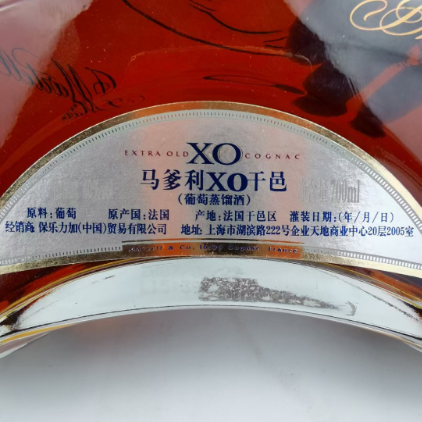 XO
EXTRA OLD COGNAC
马爹利XO干邑
(葡萄蒸馏酒)
原料:葡萄 原产国:法国 产地:法国干邑区 灌装日期:(年/月/日)
经销商 保乐力加(中国)贸易有限公司 地址 上海市湖滨路222号企业天地商业中心20层2005室